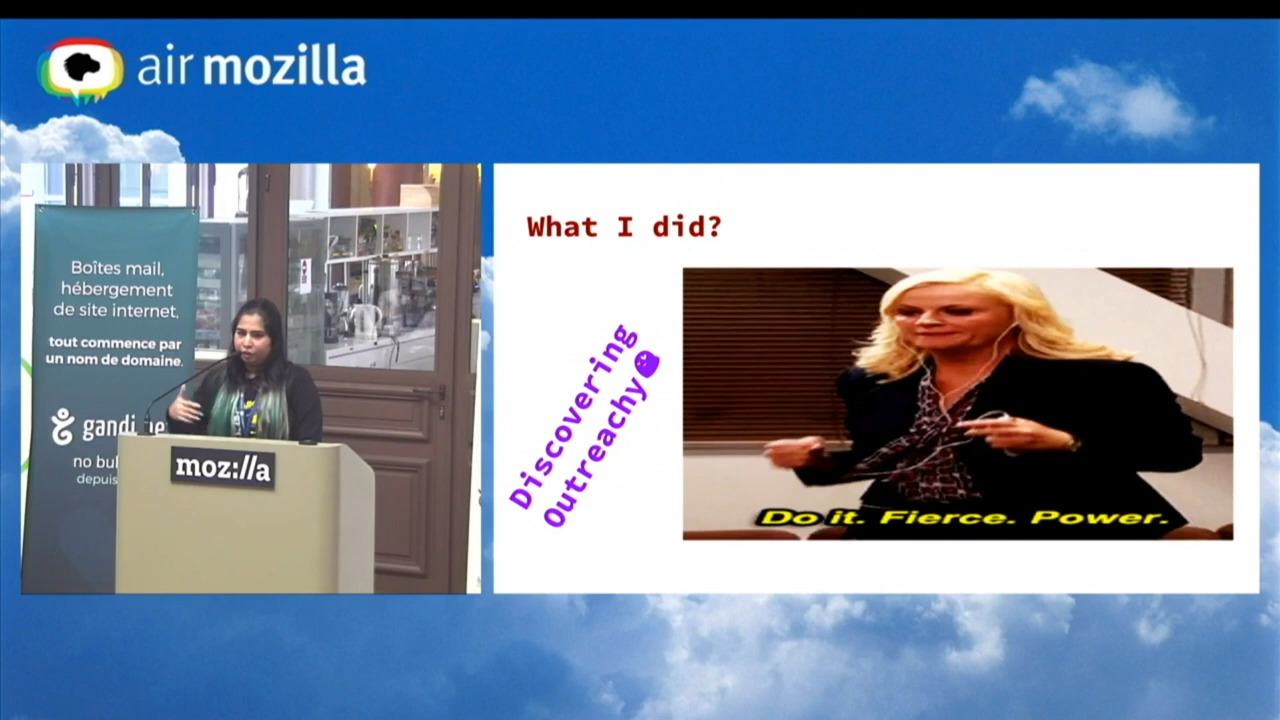 air mozilla
Boîtes mail,
hébergement
de site internet,
tout commence par
un nom de domaine.
gandi
no bul
depuis
moz://a
What I did?
Discovering
Outreachy
Do it. Fierce. Power.